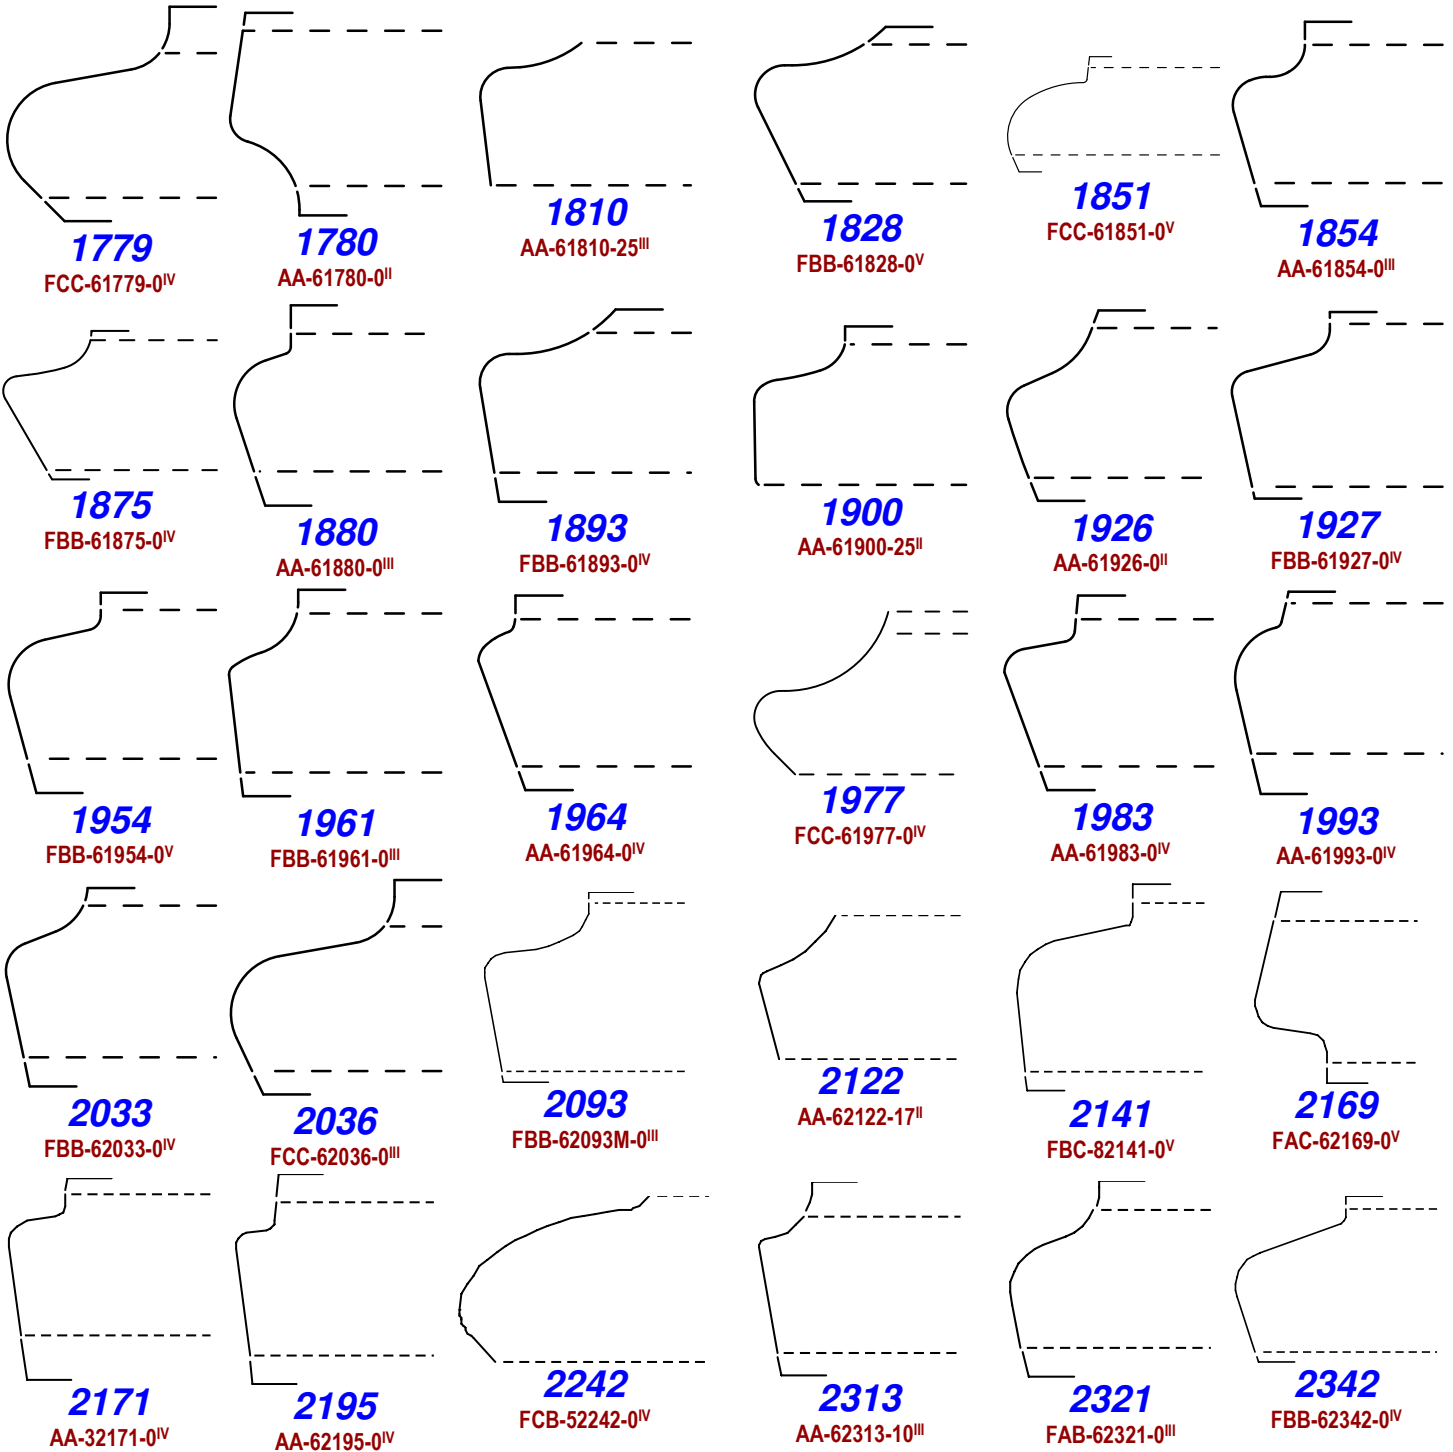 1779
FCC-61779-0IV
1780
AA-61780-0II
1810
AA-61810-25III
1828
FBB-61828-0V
1851
FCC-61851-0V
1854
AA-61854-0III
1875
FBB-61875-0IV
1880
AA-61880-0III
1893
FBB-61893-0IV
1900
AA-61900-25II
1926
AA-61926-0II
1927
FBB-61927-0IV
1954
FBB-61954-0V
1961
FBB-61961-0III
1964
AA-61964-0IV
1977
FCC-61977-0IV
1983
AA-61983-0IV
1993
AA-61993-0IV
2033
FBB-62033-0IV
2036
FCC-62036-0III
2093
FBB-62093M-0III
2122
AA-62122-17II
2141
FBC-82141-0V
2169
FAC-62169-0V
2171
AA-32171-0IV
2195
AA-62195-0IV
2242
FCB-52242-0IV
2313
AA-62313-10III
2321
FAB-62321-0III
2342
FBB-62342-0IV